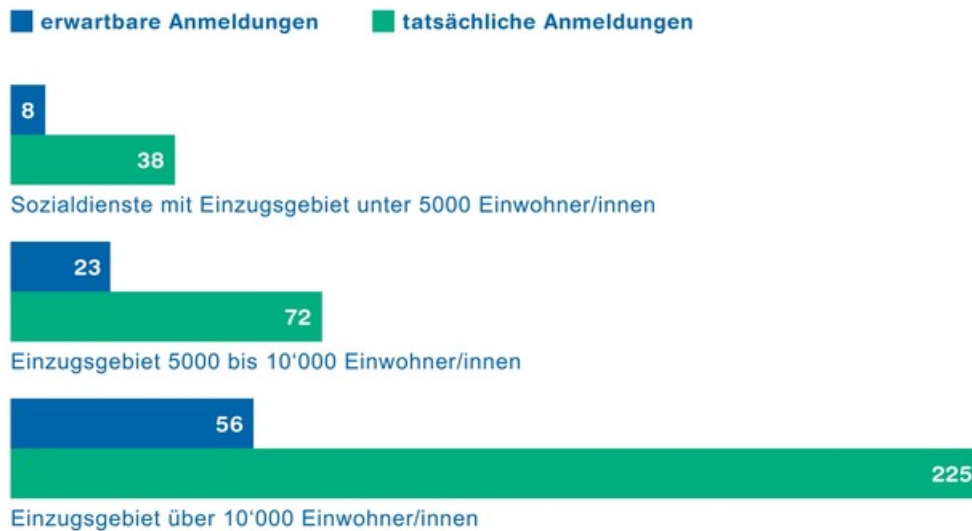 erwartbare Anmeldungen tatsächliche Anmeldungen
8
38
Sozialdienste mit Einzugsgebiet unter 5000 Einwohner/innen
23
72
Einzugsgebiet 5000 bis 10‘000 Einwohner/innen
56
225
Einzugsgebiet über 10‘000 Einwohner/innen